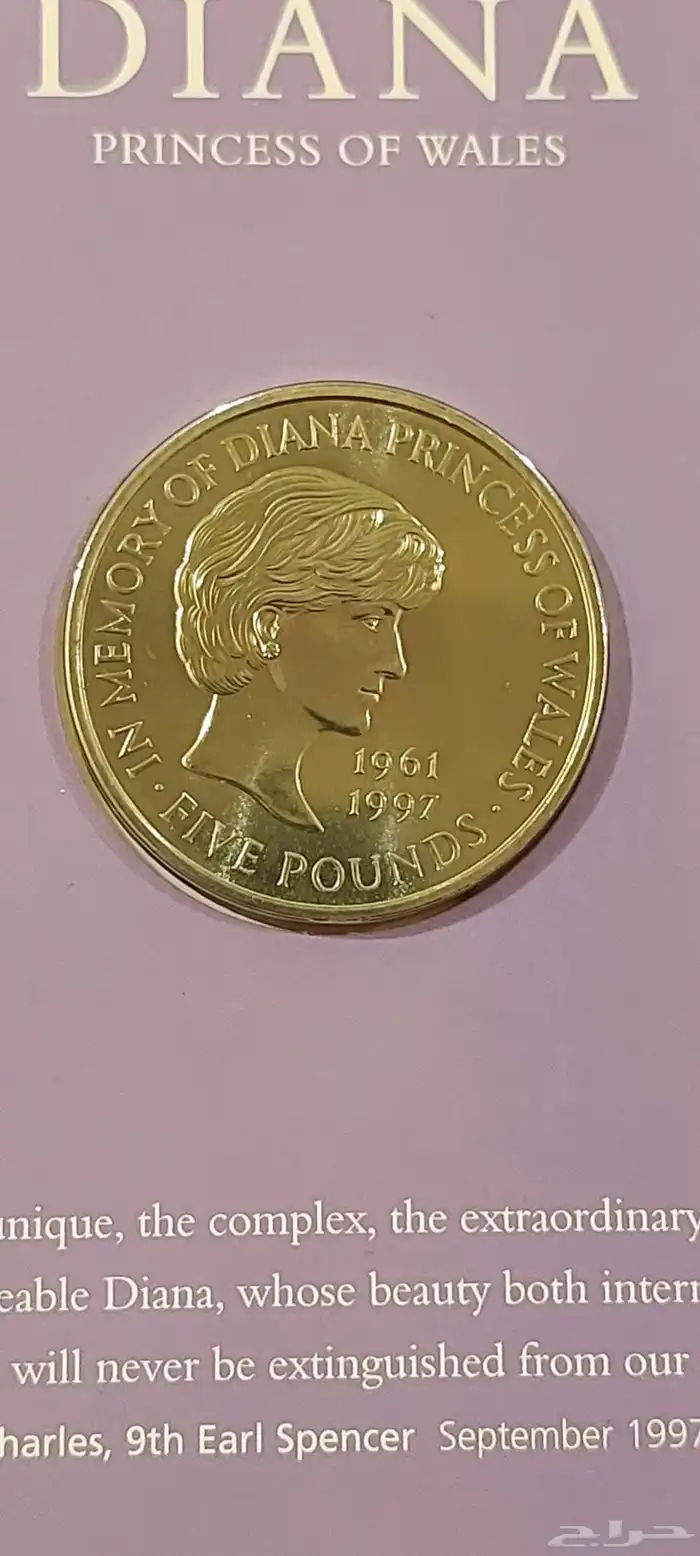 DIANA
PRINCESS OF WALES
IN MEMORY OF DIANA PRINCESS OF WALES
1961
1997
· FIVE POUNDS ·
unique, the complex, the extraordinary
eable Diana, whose beauty both intern
will never be extinguished from our
harles, 9th Earl Spencer September 1997
حراج